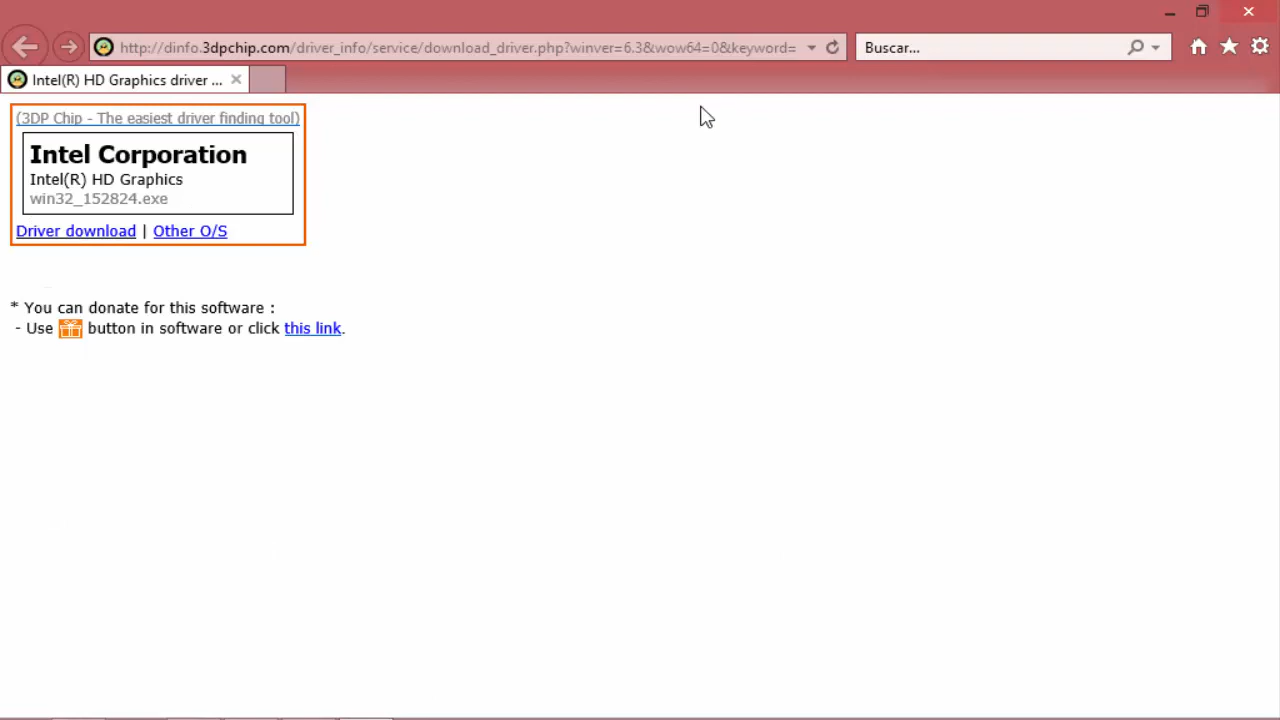 http://dinfo.3dpchip.com/driver_info/service/download_driver.php?winver=6.3&wow64=0&keyword=
Buscar...
Intel(R) HD Graphics driver ...
(3DP Chip - The easiest driver finding tool)
Intel Corporation
Intel(R) HD Graphics
win32_152824.exe
Driver download | Other O/S
* You can donate for this software :
- Use button in software or click this link.